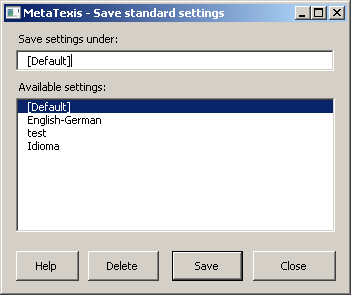 MetaTexis - Save standard settings
Save settings under:
[Default]
Available settings:
[Default]
English-German
test
Idioma
Help Delete Save Close